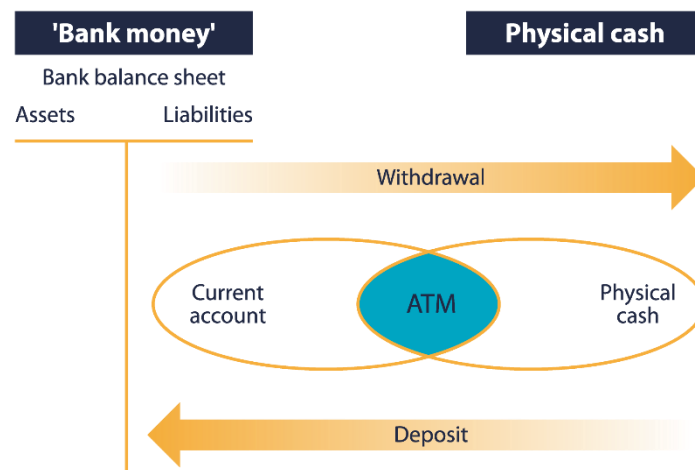 'Bank money'
Physical cash
Bank balance sheet
Assets
Liabilities
Withdrawal
Current
account
ATM
Physical
cash
Deposit